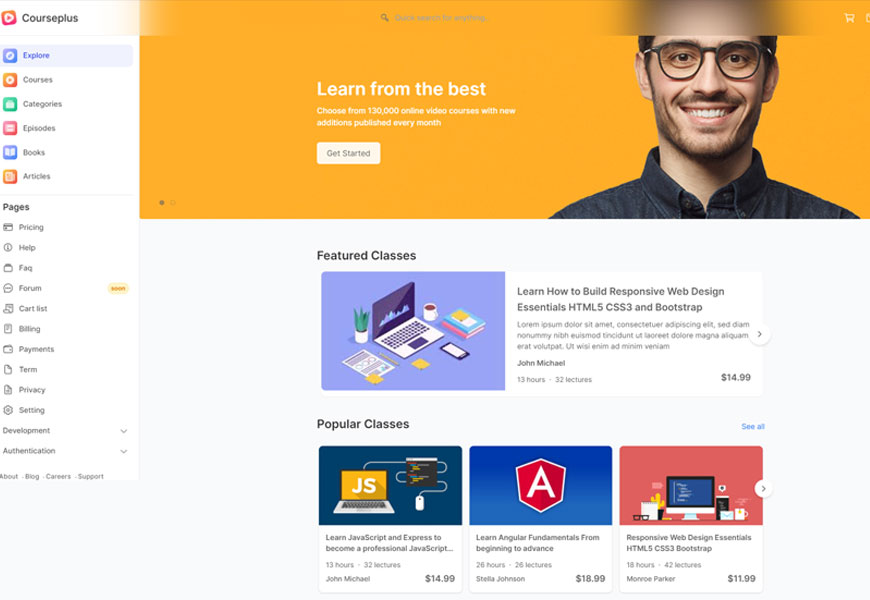 Courseplus
Quick search for anything..
Explore
Courses
Categories
Episodes
Books
Articles
Pages
Pricing
Help
Faq
Forum
soon
Cart list
Billing
Payments
Term
Privacy
Setting
Development
Authentication
About · Blog · Careers · Support
Learn from the best
Choose from 130,000 online video courses with new
additions published every month
Get Started
Featured Classes
Learn How to Build Responsive Web Design
Essentials HTML5 CSS3 and Bootstrap
Lorem ipsum dolor sit amet, consectetuer adipiscing elit, sed diam
nonummy nibh euismod tincidunt ut laoreet dolore magna aliquam
erat volutpat. Ut wisi enim ad minim veniam
John Michael
13 hours · 32 lectures
$14.99
Popular Classes
See all
JS
Learn JavaScript and Express to
become a professional JavaScript...
13 hours · 32 lectures
John Michael
$14.99
A
Learn Angular Fundamentals From
beginning to advance
26 hours · 26 lectures
Stella Johnson
$18.99
Responsive Web Design Essentials
HTML5 CSS3 Bootstrap
18 hours · 42 lectures
Monroe Parker
$11.99